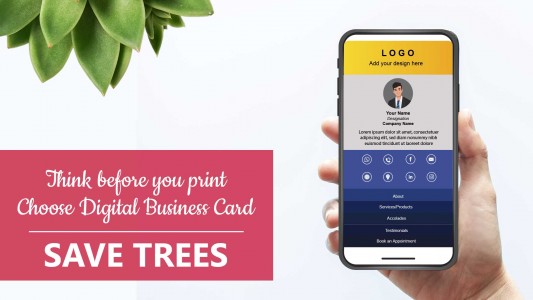 Think before you print
Choose Digital Business Card
SAVE TREES
LOGO
Add your design here
Your Name
Designation
Company Name
Lorem ipsum dolor sit amet, consectetuer
adipiscing elit, sed diam nonummy nibh
euismod tincidunt ut laoreet dolore
About
Services/Products
Accolades
Testimonials
Book an Appointment